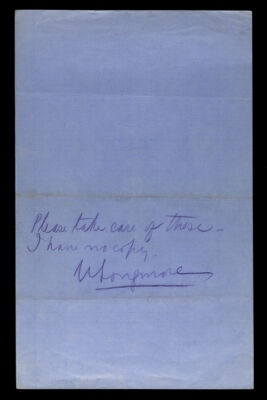 Please take care of these -
I have no copy.
Longmore